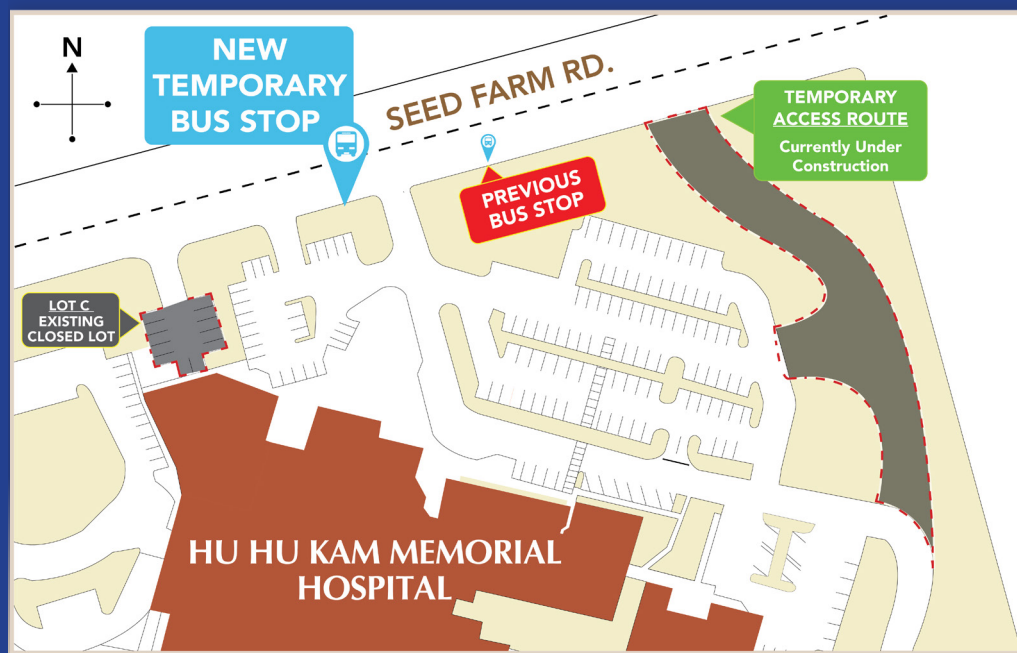 N
NEW
TEMPORARY
BUS STOP
SEED FARM RD.
TEMPORARY
ACCESS ROUTE
Currently Under
Construction
PREVIOUS
BUS STOP
LOT C
EXISTING
CLOSED LOT
HU HU KAM MEMORIAL
HOSPITAL